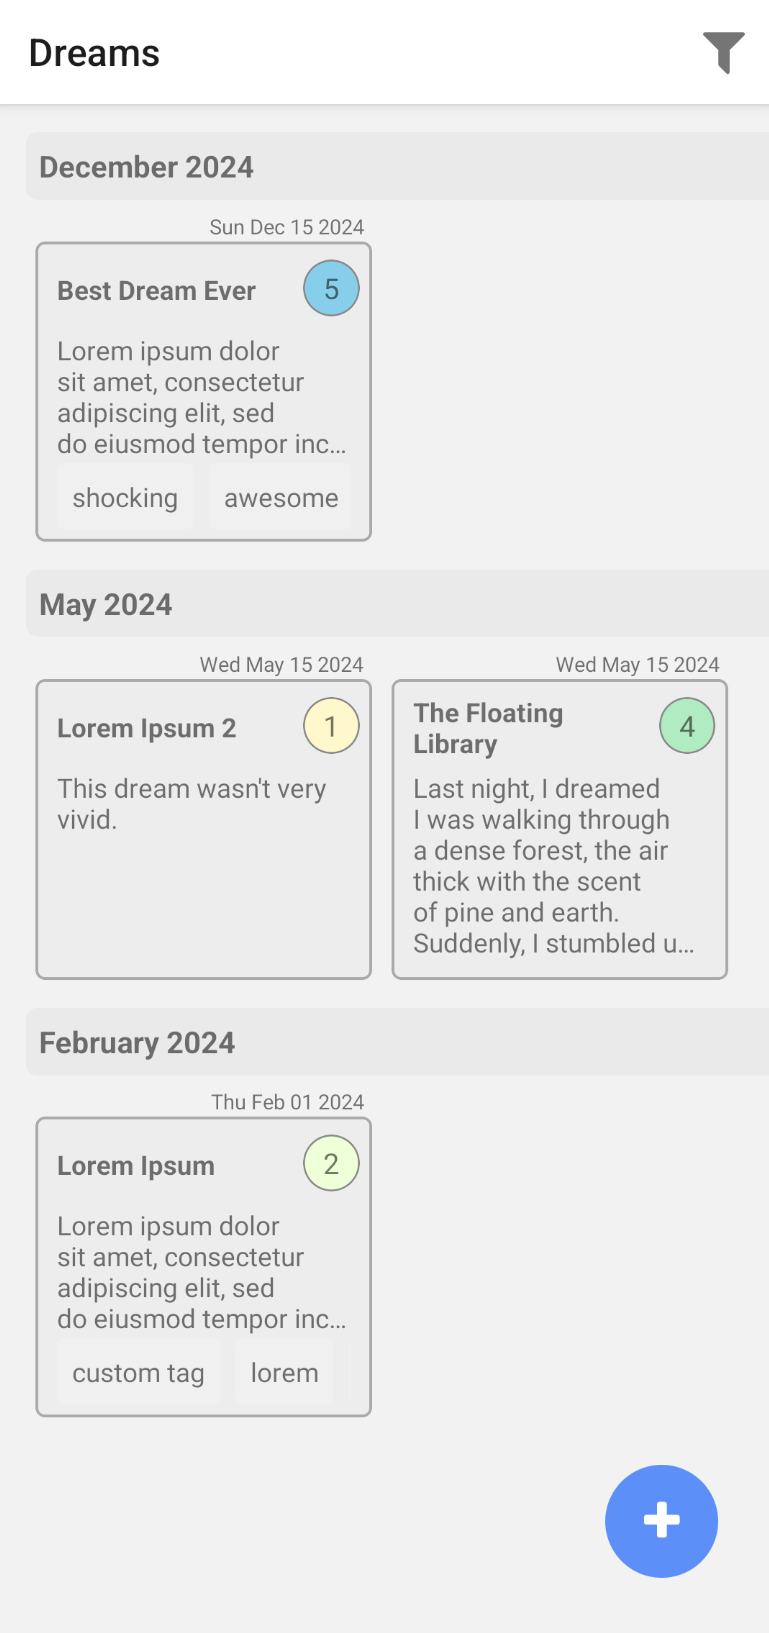 Dreams
December 2024
Sun Dec 15 2024
Best Dream Ever
5
Lorem ipsum dolor
sit amet, consectetur
adipiscing elit, sed
do eiusmod tempor inc...
shocking
awesome
May 2024
Wed May 15 2024
Lorem Ipsum 2
1
This dream wasn't very
vivid.
Wed May 15 2024
The Floating
Library
4
Last night, I dreamed
I was walking through
a dense forest, the air
thick with the scent
of pine and earth.
Suddenly, I stumbled u...
February 2024
Thu Feb 01 2024
Lorem Ipsum
2
Lorem ipsum dolor
sit amet, consectetur
adipiscing elit, sed
do eiusmod tempor inc...
custom tag
lorem